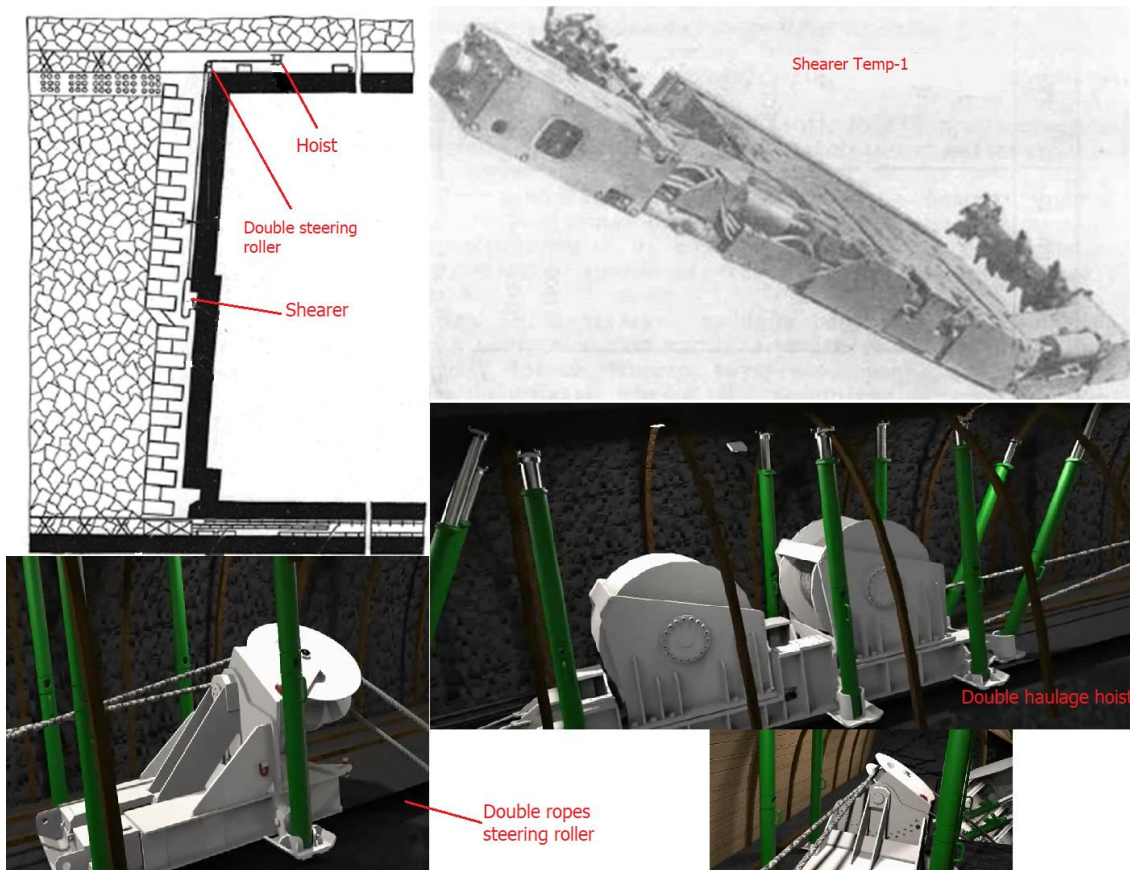 Shearer Temp-1
Hoist
Double steering
roller
Shearer
Double haulage hoist
Double ropes
steering roller